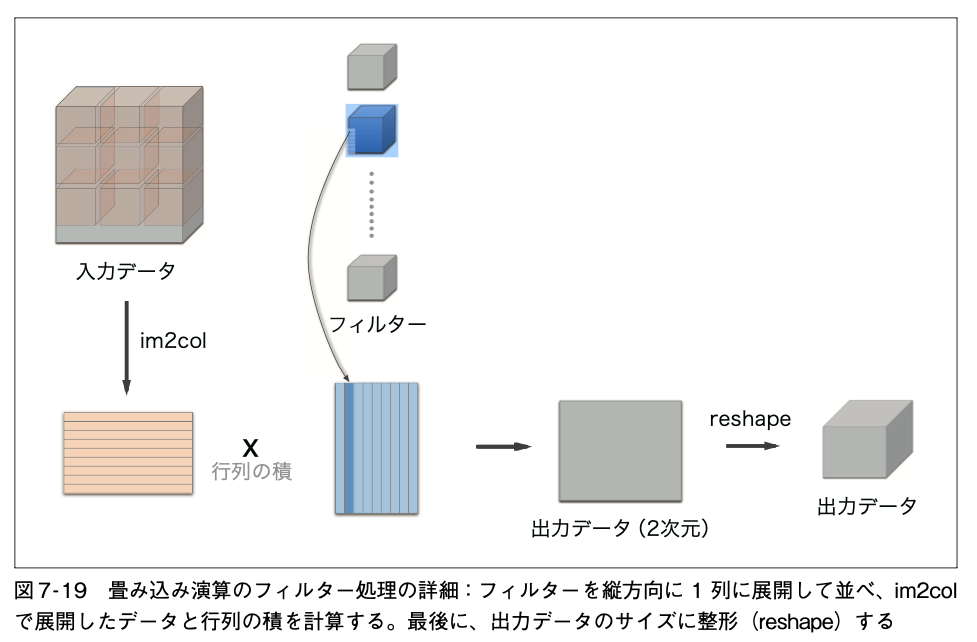 入力データ
フィルター
im2col
X
行列の積
reshape
出力データ
出力データ（2次元）
図7-19　畳み込み演算のフィルター処理の詳細：フィルターを縦方向に 1 列に展開して並べ、im2col
で展開したデータと行列の積を計算する。最後に、出力データのサイズに整形（reshape）する